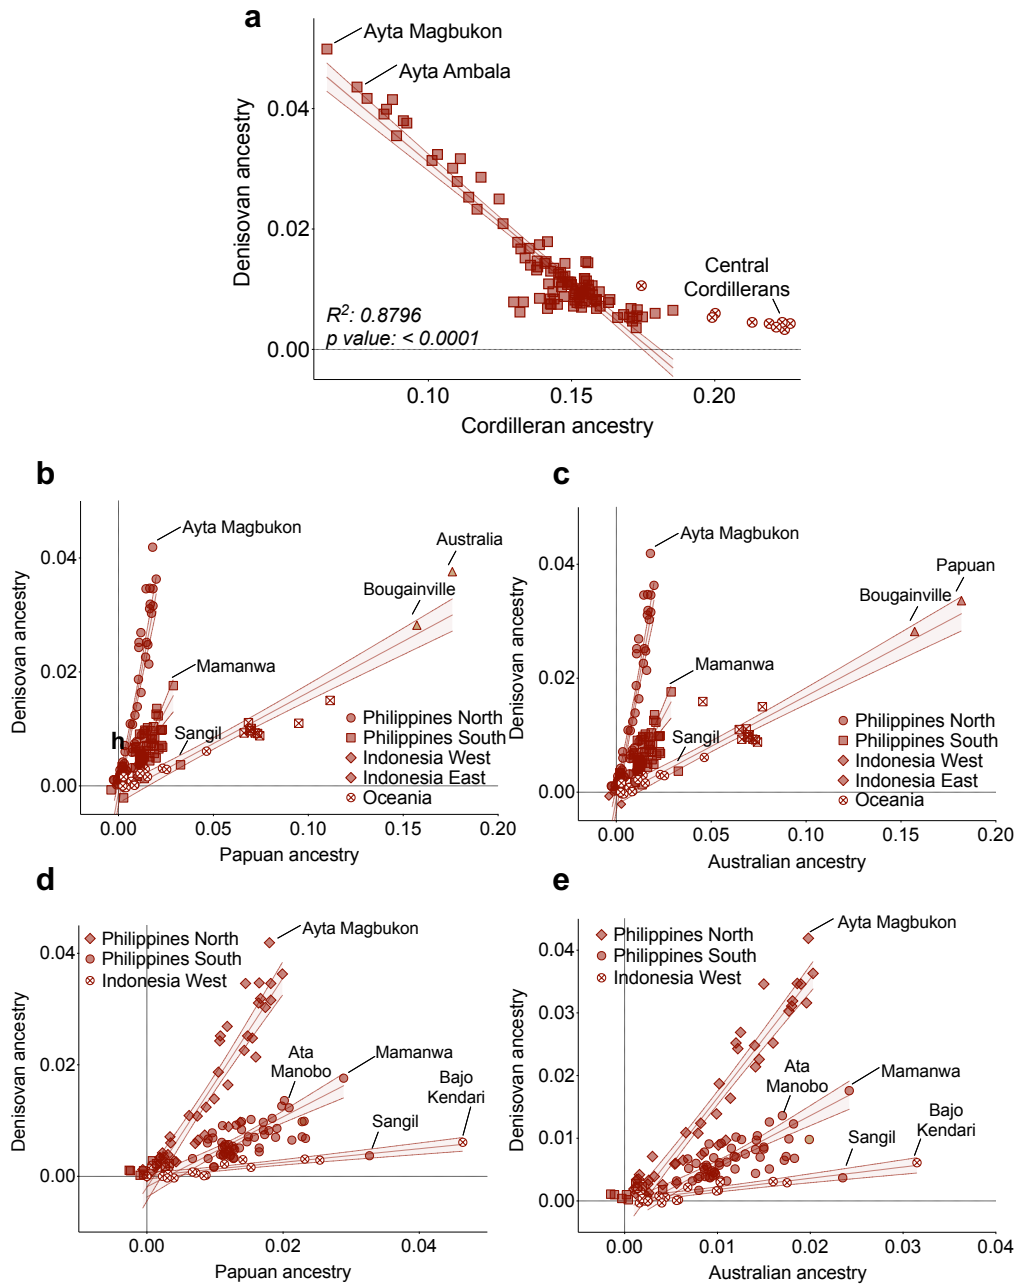 a
Ayta Magbukon
Ayta Ambala
0.04
0.02
0.00
Denisovan ancestry
Central
Cordillerans
R²: 0.8796
p value: < 0.0001
0.10
0.15
0.20
Cordilleran ancestry
b
Ayta Magbukon
Australia
Bougainville
Mamanwa
Sangil
h
0.04
0.02
0.00
Denisovan ancestry
Philippines North
Philippines South
Indonesia West
Indonesia East
Oceania
0.00
0.05
0.10
0.15
0.20
Papuan ancestry
c
Ayta Magbukon
Papuan
Bougainville
Mamanwa
Sangil
0.04
0.02
0.00
Denisovan ancestry
Philippines North
Philippines South
Indonesia West
Indonesia East
Oceania
0.00
0.05
0.10
0.15
0.20
Australian ancestry
d
Philippines North
Philippines South
Indonesia West
Ayta Magbukon
Ata
Manobo
Mamanwa
Bajo
Kendari
Sangil
0.04
0.02
0.00
-0.01
Denisovan ancestry
0.00
0.02
0.04
Papuan ancestry
e
Philippines North
Philippines South
Indonesia West
Ayta Magbukon
Ata
Manobo
Mamanwa
Bajo
Kendari
Sangil
0.04
0.03
0.02
0.01
0.00
Denisovan ancestry
0.00
0.01
0.02
0.03
0.04
Australian ancestry